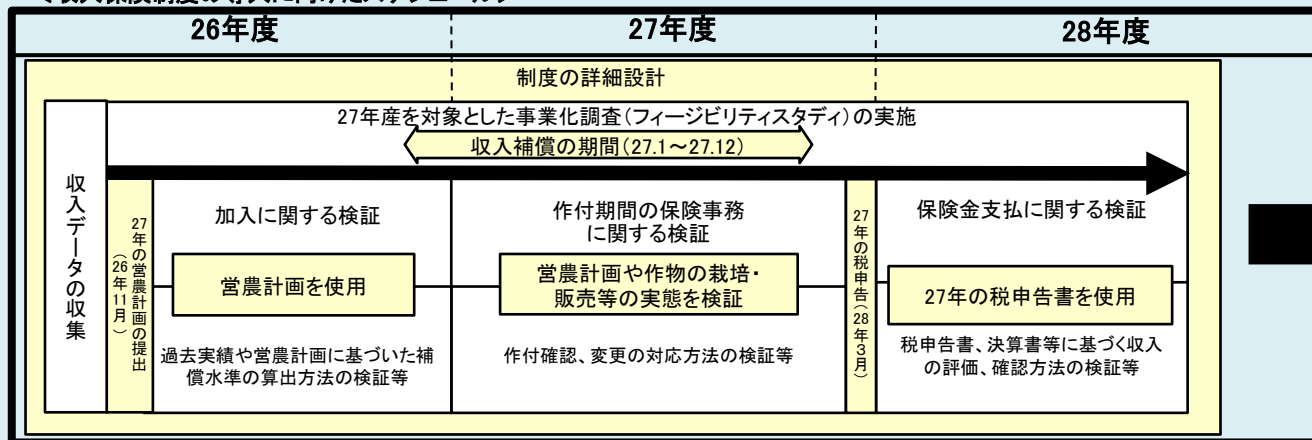 26年度
27年度
28年度
制度の詳細設計
27年産を対象とした事業化調査(フィージビリティスタディ)の実施
収入補償の期間(27.1～27.12)
収入データの収集
27年の営農計画の提出
(26年11月)
加入に関する検証
営農計画を使用
過去実績や営農計画に基づいた補
償水準の算出方法の検証等
作付期間の保険事務
に関する検証
営農計画や作物の栽培・
販売等の実態を検証
作付確認、変更の対応方法の検証等
27年の税申告(28年3月)
保険金支払に関する検証
27年の税申告書を使用
税申告書、決算書等に基づく収入
の評価、確認方法の検証等